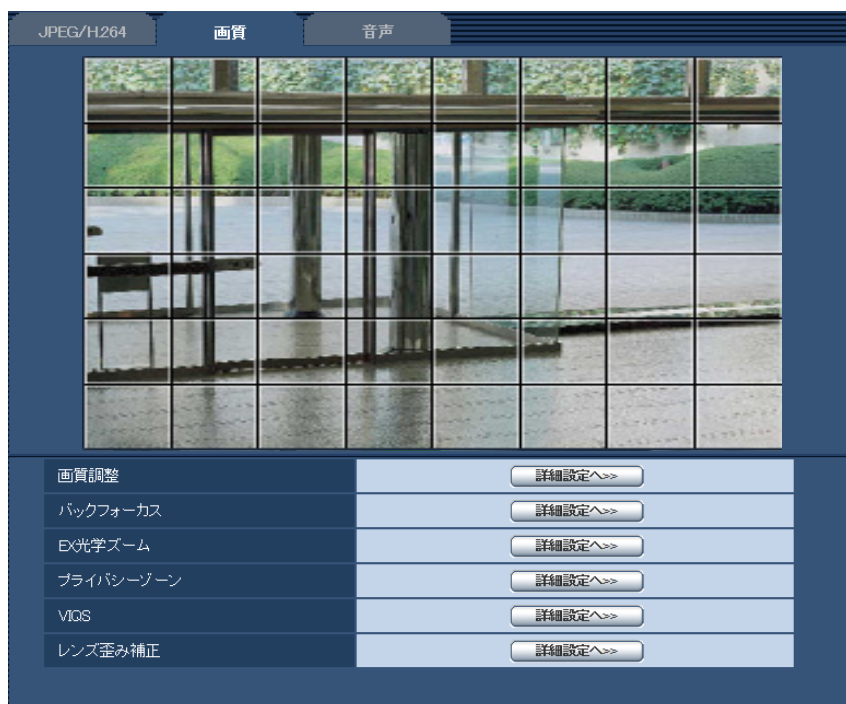 JPEG/H.264 画質 音声
画質調整 詳細設定へ>>
バックフォーカス 詳細設定へ>>
EX光学ズーム 詳細設定へ>>
プライバシーゾーン 詳細設定へ>>
VIQS 詳細設定へ>>
レンズ歪み補正 詳細設定へ>>